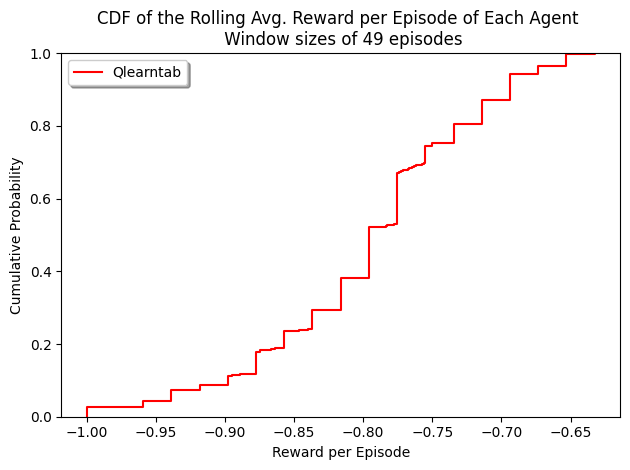 CDF of the Rolling Avg. Reward per Episode of Each Agent
Window sizes of 49 episodes
Qlearntab
Cumulative Probability
1.0
0.8
0.6
0.4
0.2
0.0
−1.00 −0.95 −0.90 −0.85 −0.80 −0.75 −0.70 −0.65
Reward per Episode